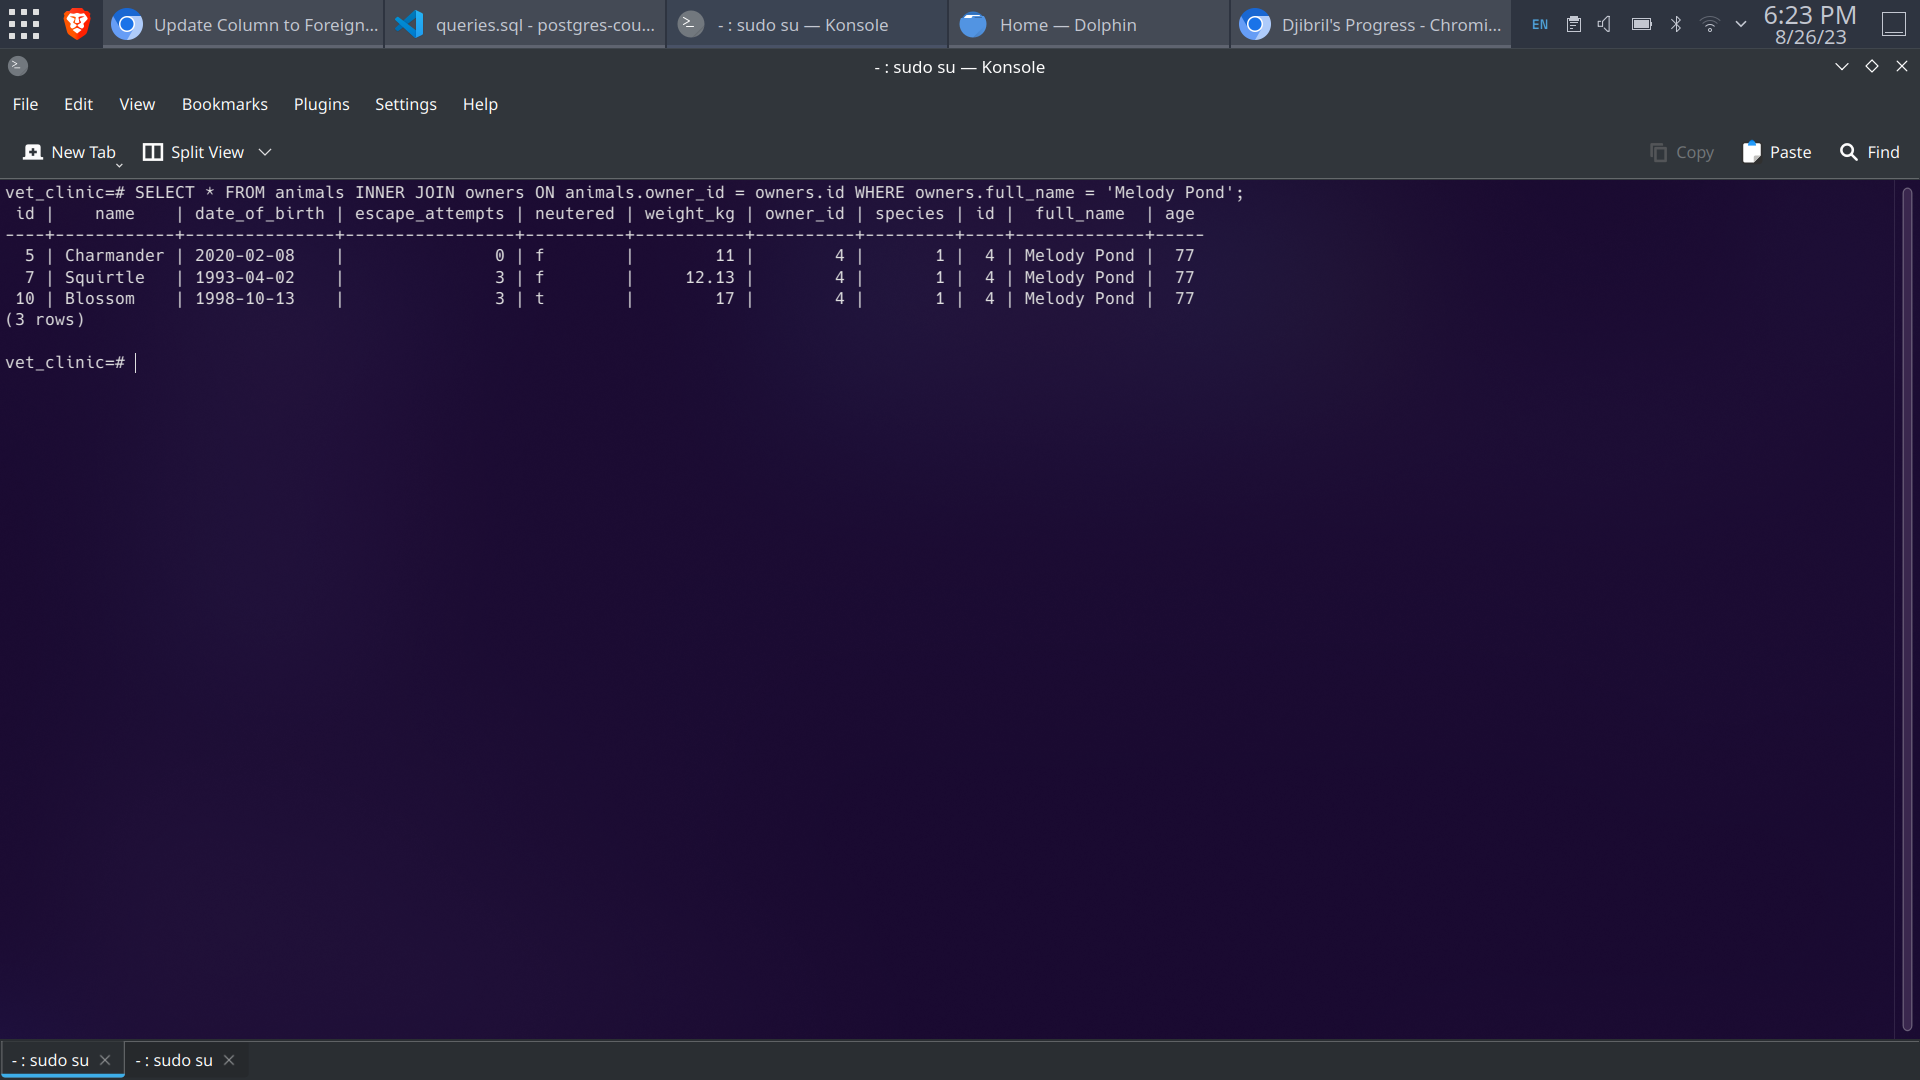 Update Column to Foreign... queries.sql - postgres-cou... - : sudo su — Konsole Home — Dolphin Djibril's Progress - Chromi... EN 6:23 PM
8/26/23
- : sudo su — Konsole
File Edit View Bookmarks Plugins Settings Help
New Tab Split View Copy Paste Find
vet_clinic=# SELECT * FROM animals INNER JOIN owners ON animals.owner_id = owners.id WHERE owners.full_name = 'Melody Pond';
 id |    name    | date_of_birth | escape_attempts | neutered | weight_kg | owner_id | species | id |  full_name  | age
----+------------+---------------+-----------------+----------+-----------+----------+---------+----+-------------+-----
  5 | Charmander | 2020-02-08    |               0 | f        |        11 |        4 |       1 |  4 | Melody Pond |  77
  7 | Squirtle   | 1993-04-02    |               3 | f        |     12.13 |        4 |       1 |  4 | Melody Pond |  77
 10 | Blossom    | 1998-10-13    |               3 | t        |        17 |        4 |       1 |  4 | Melody Pond |  77
(3 rows)
vet_clinic=#
- : sudo su - : sudo su